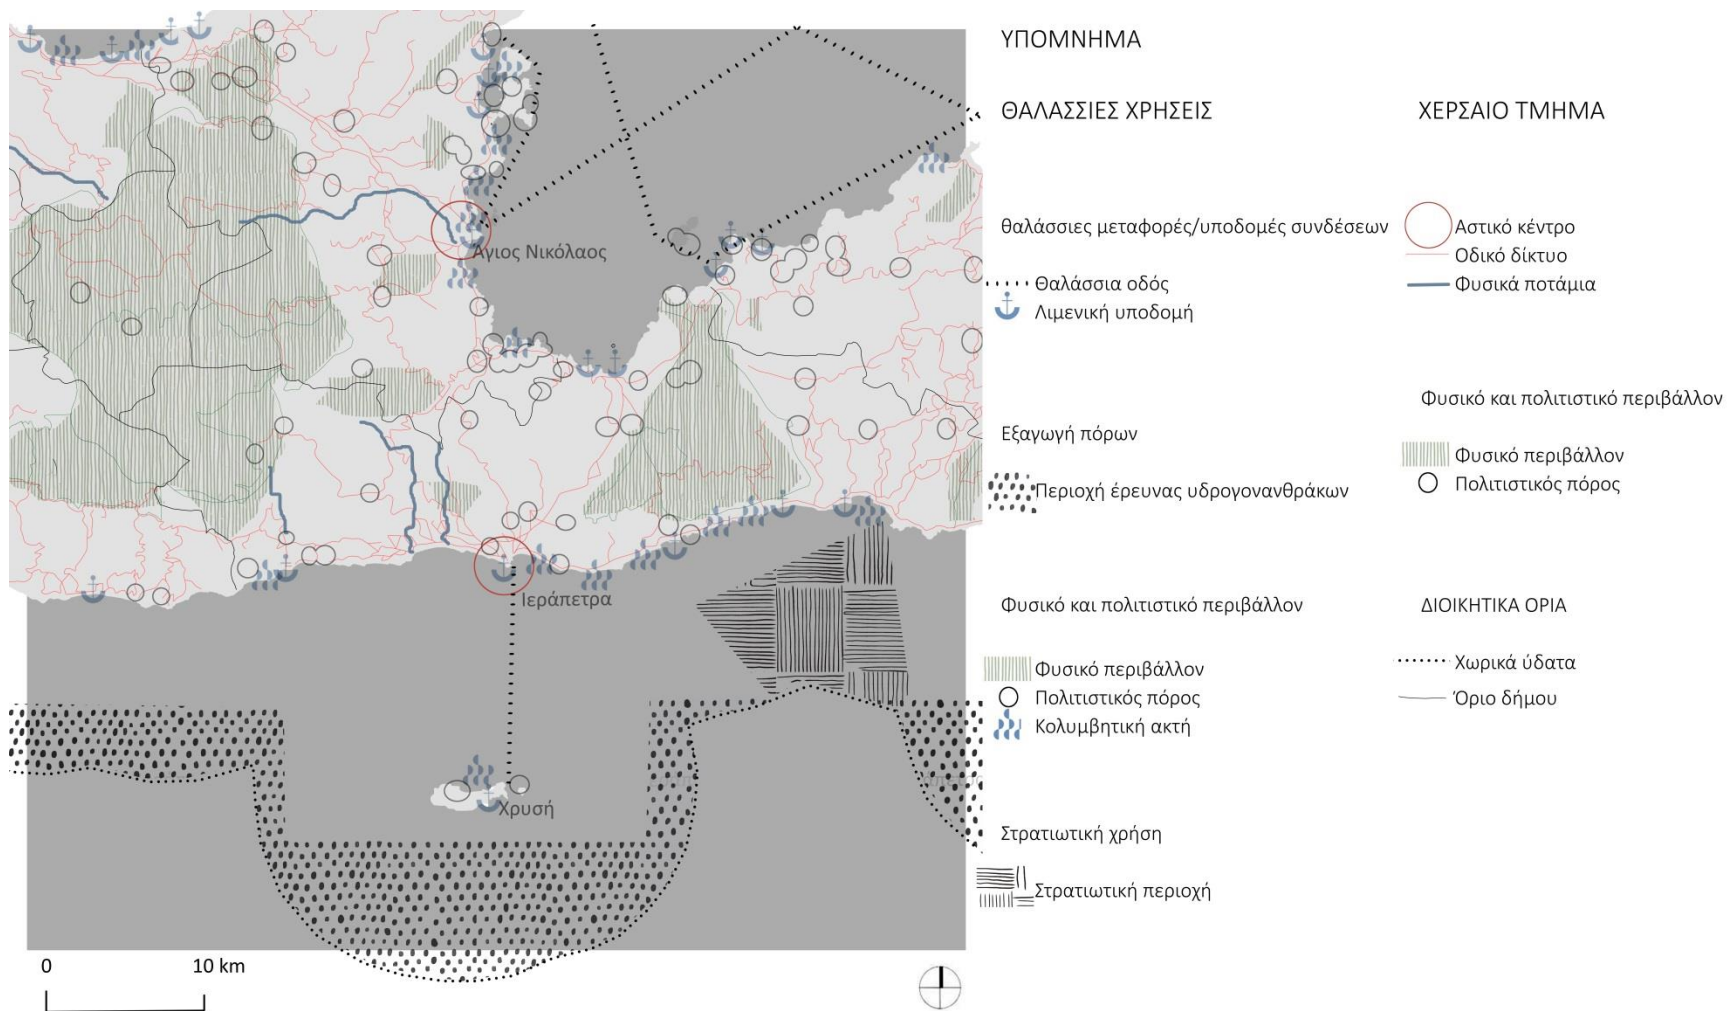 ΥΠΟΜΝΗΜΑ
ΘΑΛΑΣΣΙΕΣ ΧΡΗΣΕΙΣ
θαλάσσιες μεταφορές/υποδομές συνδέσεων
Θαλάσσια οδός
Λιμενική υποδομή
Εξαγωγή πόρων
Περιοχή έρευνας υδρογονανθράκων
Φυσικό και πολιτιστικό περιβάλλον
Φυσικό περιβάλλον
Πολιτιστικός πόρος
Κολυμβητική ακτή
Στρατιωτική χρήση
Στρατιωτική περιοχή
ΧΕΡΣΑΙΟ ΤΜΗΜΑ
Αστικό κέντρο
Οδικό δίκτυο
Φυσικά ποτάμια
Φυσικό και πολιτιστικό περιβάλλον
Φυσικό περιβάλλον
Πολιτιστικός πόρος
ΔΙΟΙΚΗΤΙΚΑ ΟΡΙΑ
Χωρικά ύδατα
Όριο δήμου
Άγιος Νικόλαος
Ιεράπετρα
Χρυσή
0 10 km